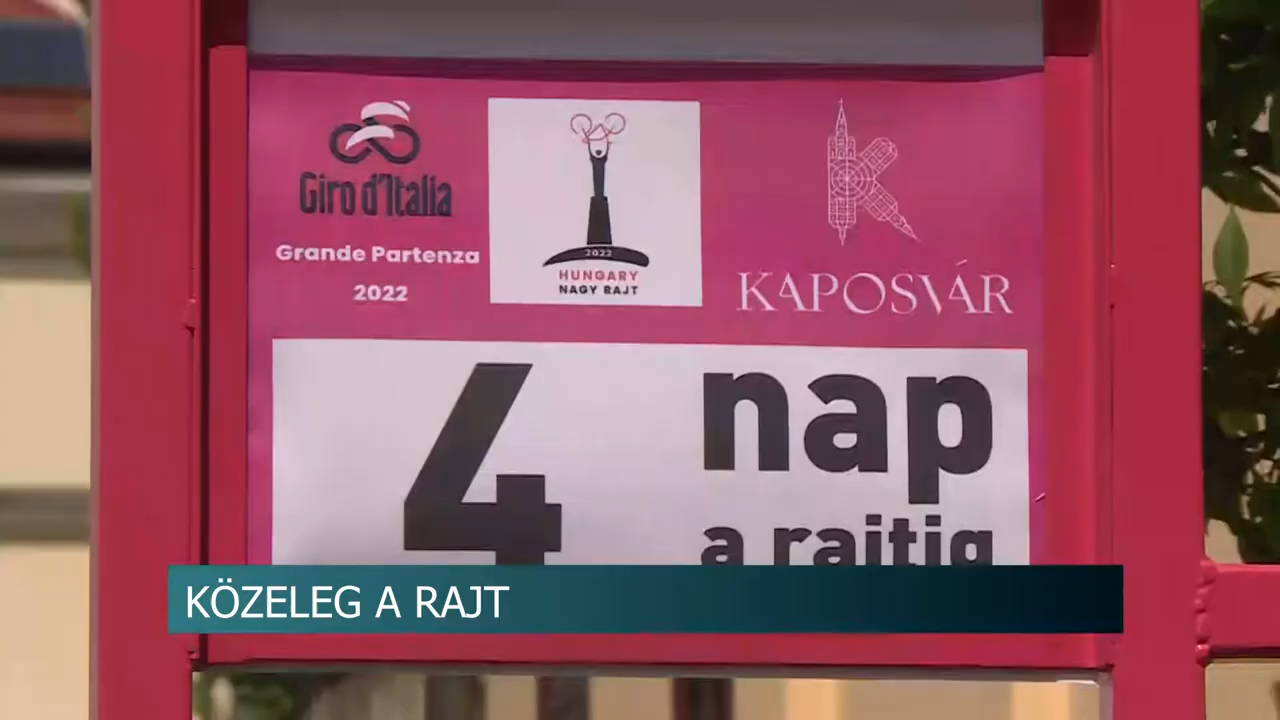 Giro d'Italia
Grande Partenza
2022
2022
HUNGARY
NAGY RAJT
KAPOSVÁR
4 nap
a rajtig
KÖZELEG A RAJT